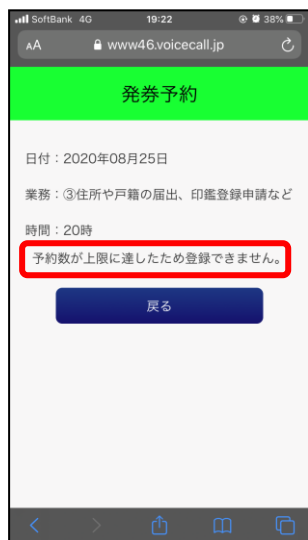 SoftBank 4G 19:22 38%
AA www46.voicecall.jp
発券予約
日付：2020年08月25日
業務：③住所や戸籍の届出、印鑑登録申請など
時間：20時
予約数が上限に達したため登録できません。
戻る